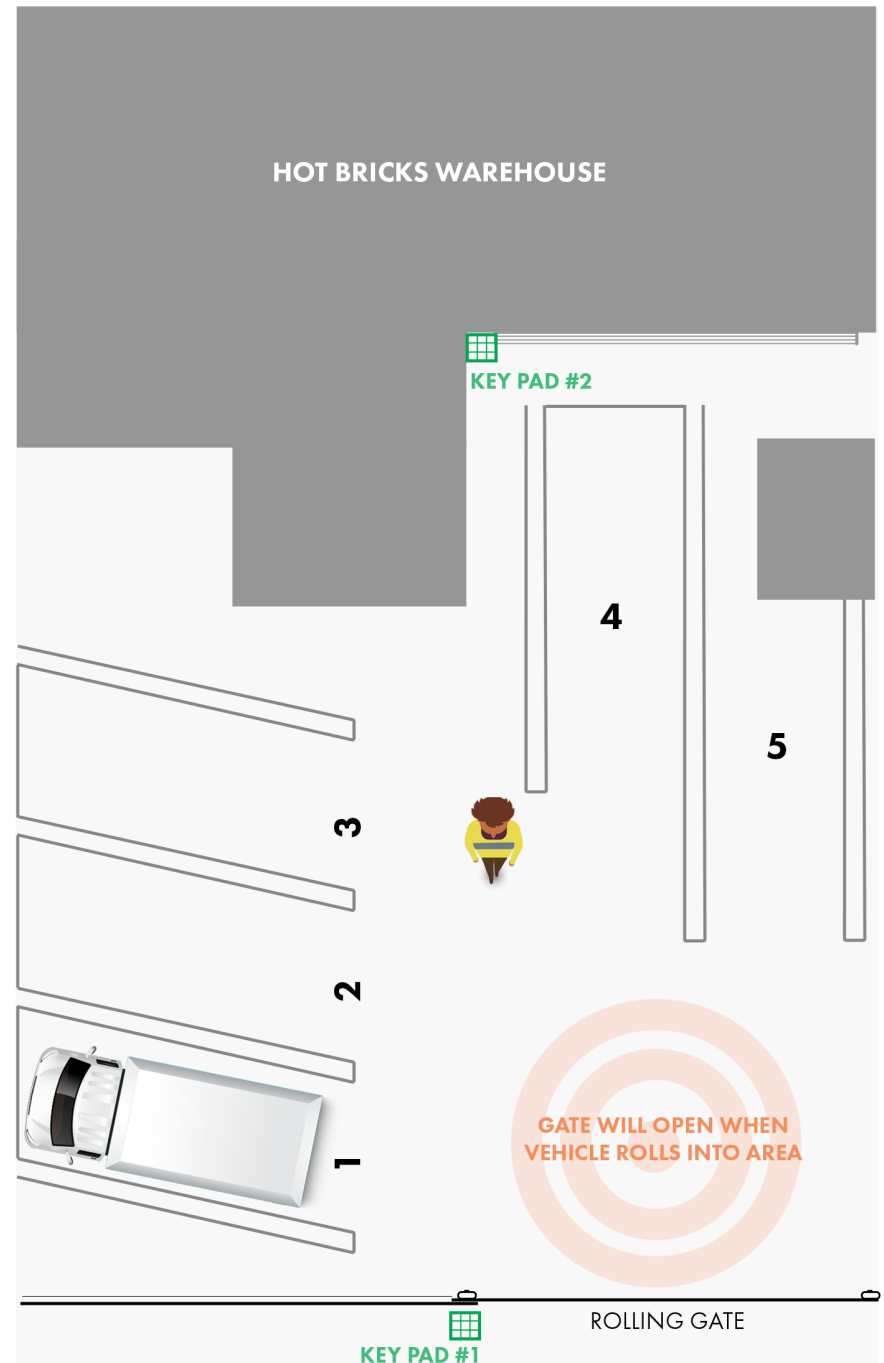 HOT BRICKS WAREHOUSE
KEY PAD #2
4
5
3
2
1
GATE WILL OPEN WHEN
VEHICLE ROLLS INTO AREA
ROLLING GATE
KEY PAD #1